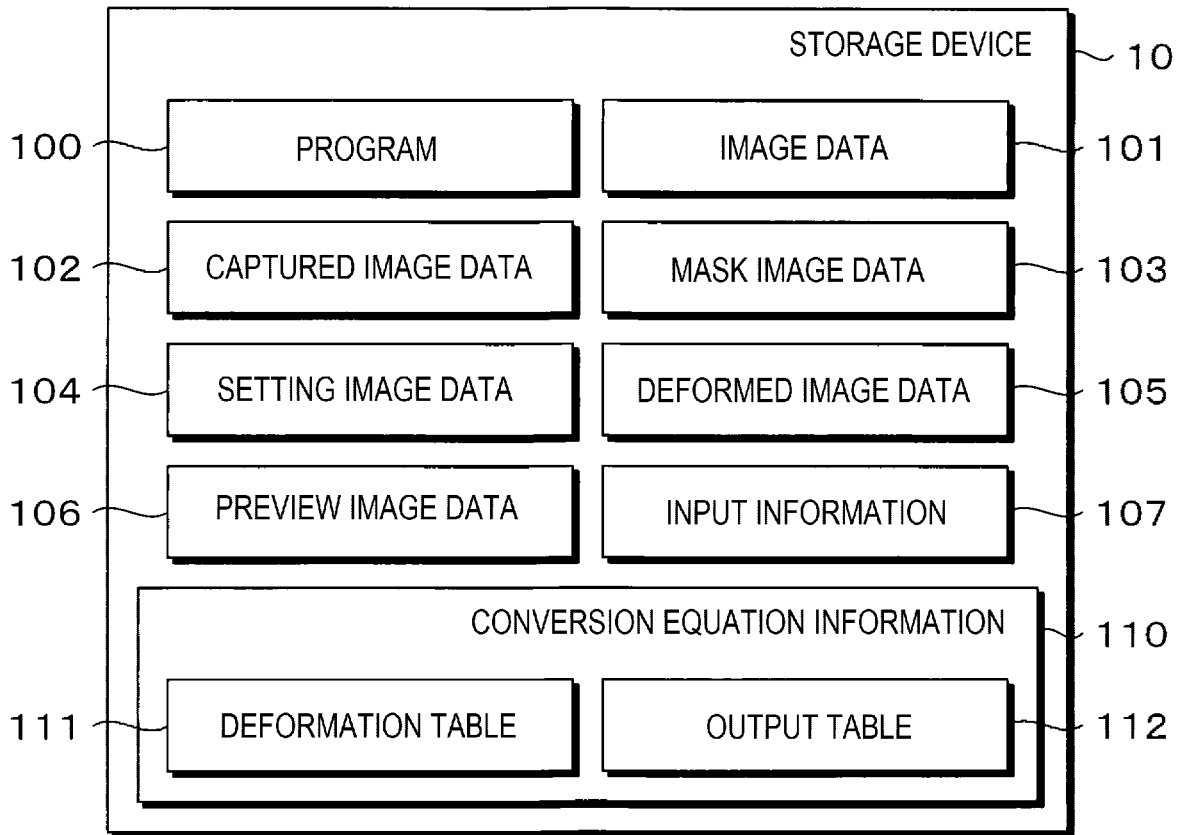 STORAGE DEVICE 10
100 PROGRAM IMAGE DATA 101
102 CAPTURED IMAGE DATA MASK IMAGE DATA 103
104 SETTING IMAGE DATA DEFORMED IMAGE DATA 105
106 PREVIEW IMAGE DATA INPUT INFORMATION 107
CONVERSION EQUATION INFORMATION 110
111 DEFORMATION TABLE OUTPUT TABLE 112